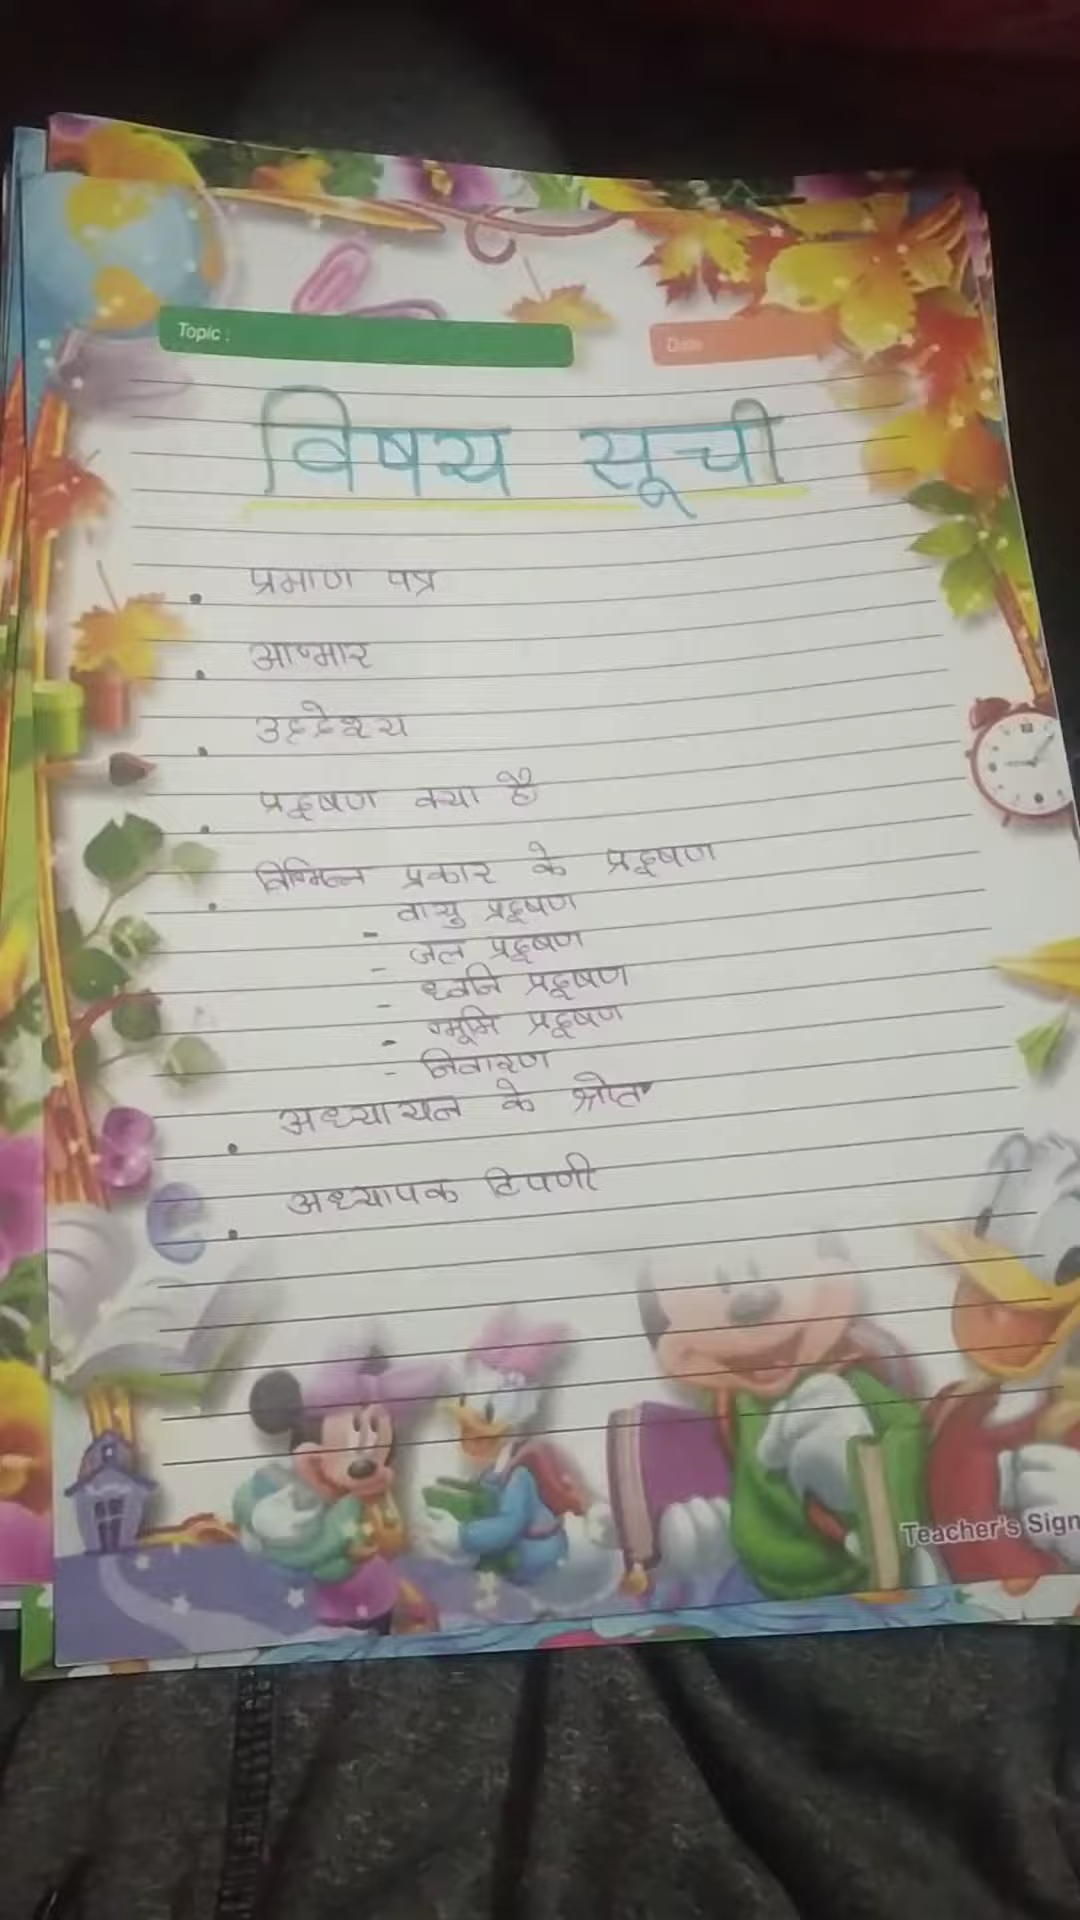 Topic :
Date
विषय सूची
• प्रमाण पत्र
• आभार
• उद्देश्य
• प्रदूषण क्या है
• विभिन्न प्रकार के प्रदूषण
- वायु प्रदूषण
- जल प्रदूषण
- ध्वनि प्रदूषण
- भूमि प्रदूषण
- निवारण
• अध्यायन के श्रोत
• अध्यापक टिपणी
Teacher's Sign